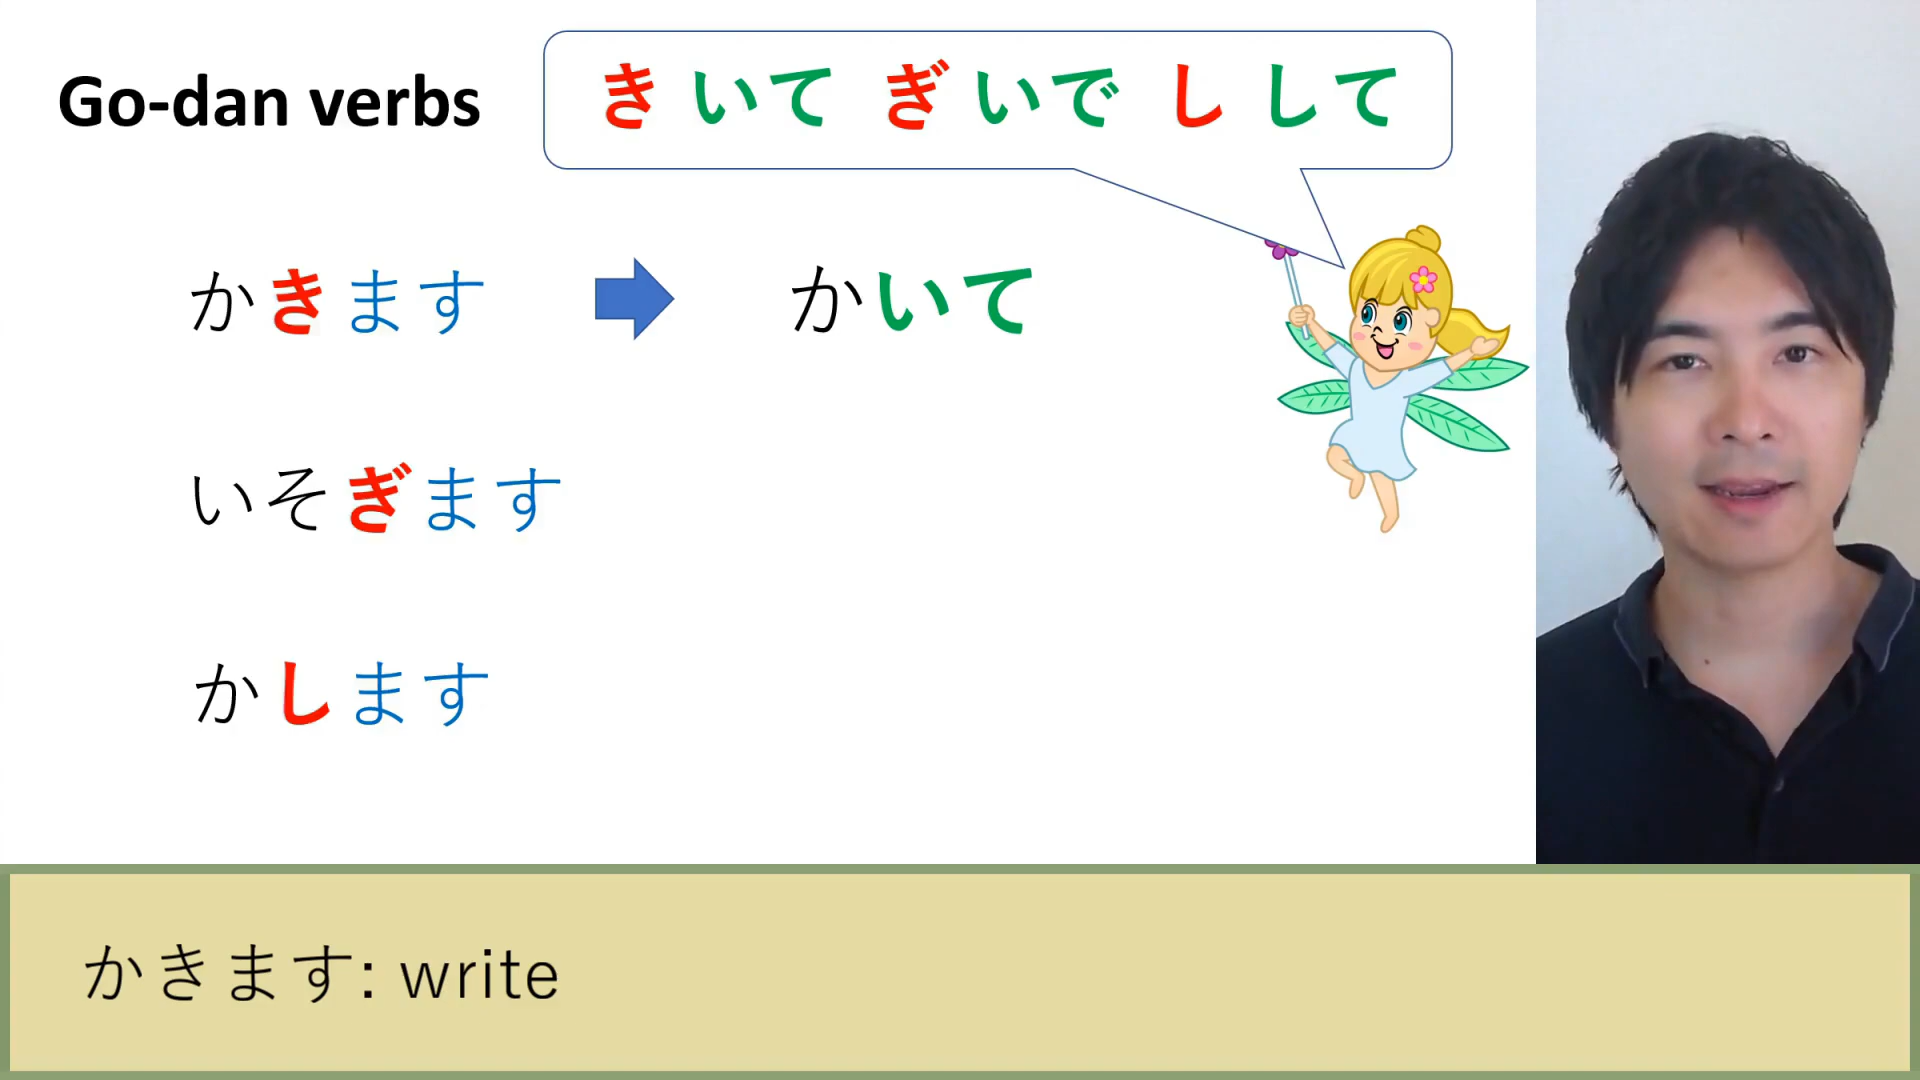 Go-dan verbs
き いて ぎ いで し して
かきます かいて
いそぎます
かします
かきます: write